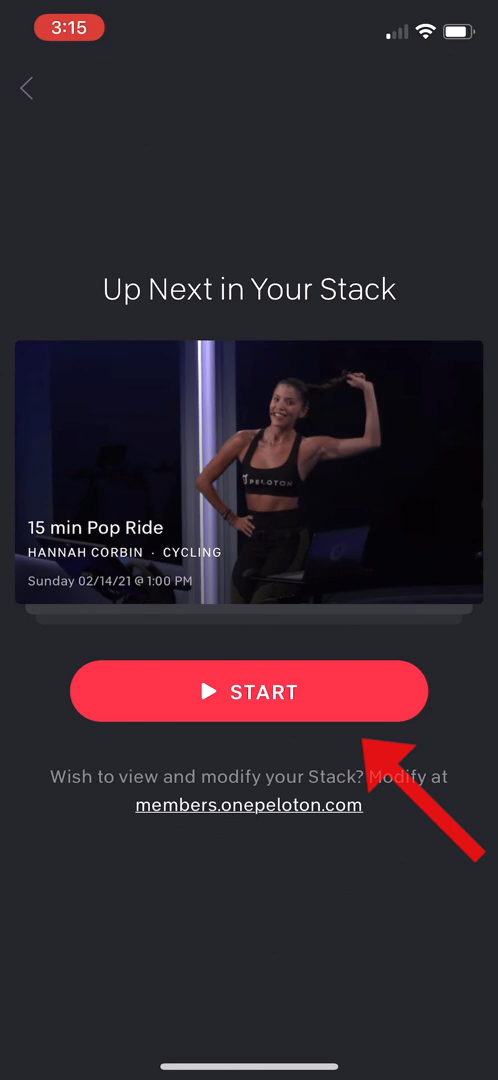 3:15
Up Next in Your Stack
PELOTON
15 min Pop Ride
HANNAH CORBIN · CYCLING
Sunday 02/14/21 @ 1:00 PM
START
Wish to view and modify your Stack? Modify at
members.onepeloton.com